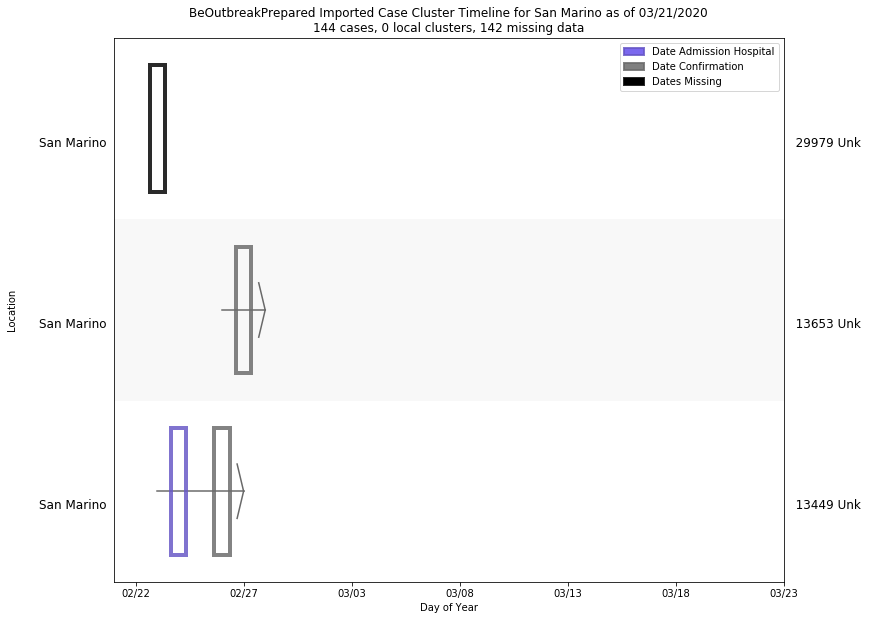 BeOutbreakPrepared Imported Case Cluster Timeline for San Marino as of 03/21/2020
144 cases, 0 local clusters, 142 missing data
Date Admission Hospital
Date Confirmation
Dates Missing
San Marino
29979 Unk
San Marino
13653 Unk
San Marino
13449 Unk
Location
02/22
02/27
03/03
03/08
03/13
03/18
03/23
Day of Year